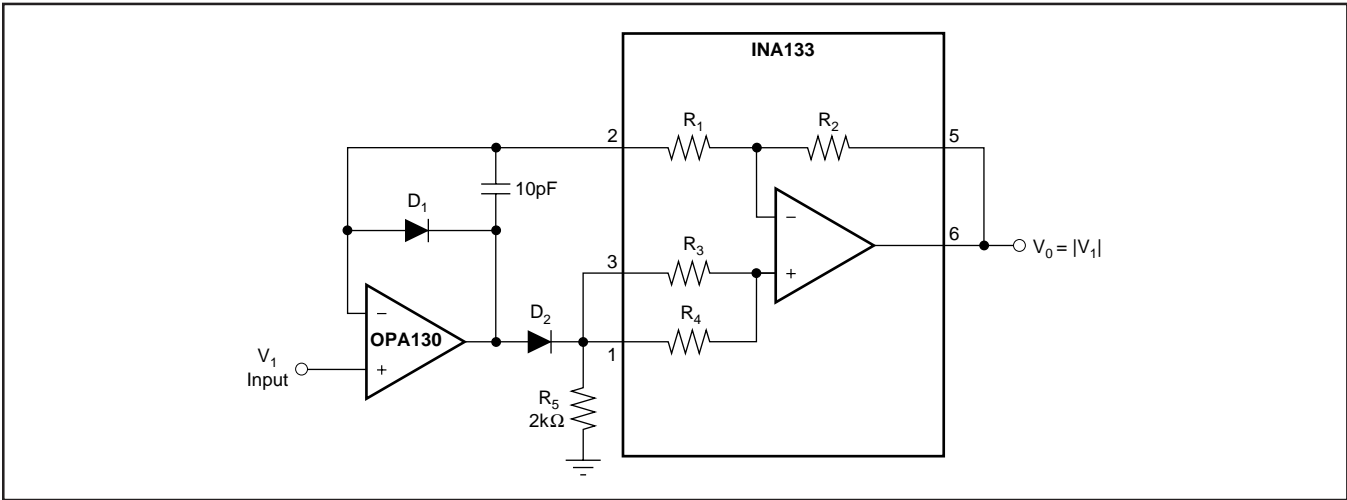 INA133
R1
R2
2
5
10pF
D1
R3
3
6
V0 = |V1|
R4
D2
OPA130
1
V1
Input
R5
2kΩ
−
+
−
+